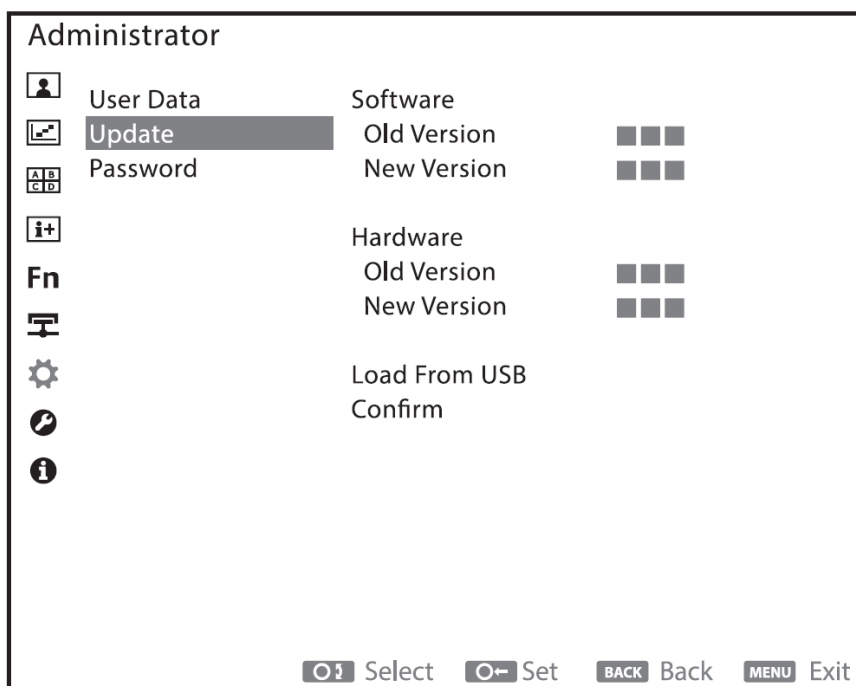 Administrator
User Data
Update
Password
Software
Old Version
New Version
Hardware
Old Version
New Version
Load From USB
Confirm
A B
C D
i+
Fn
i
Select Set BACK Back MENU Exit